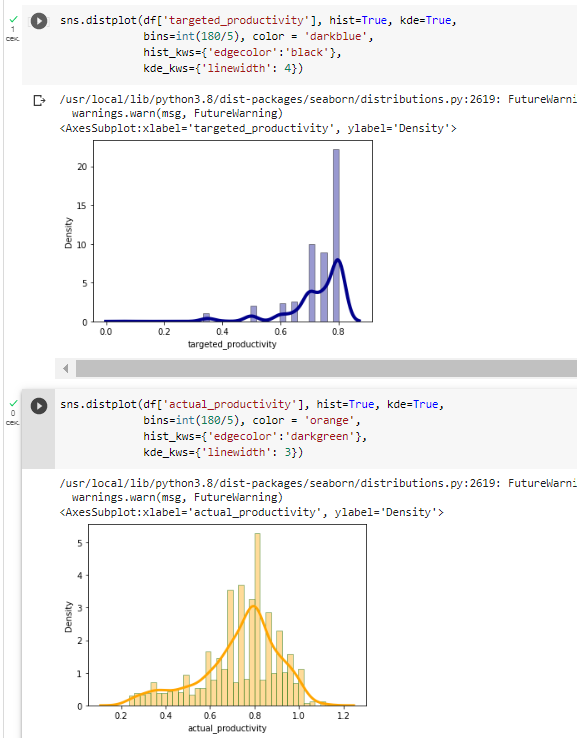 sns.distplot(df['targeted_productivity'], hist=True, kde=True,
bins=int(180/5), color = 'darkblue',
hist_kws={'edgecolor':'black'},
kde_kws={'linewidth': 4})
1
сек.
/usr/local/lib/python3.8/dist-packages/seaborn/distributions.py:2619: FutureWarni
warnings.warn(msg, FutureWarning)
<AxesSubplot:xlabel='targeted_productivity', ylabel='Density'>
20
15
10
5
0
Density
0.0 0.2 0.4 0.6 0.8
targeted_productivity
sns.distplot(df['actual_productivity'], hist=True, kde=True,
bins=int(180/5), color = 'orange',
hist_kws={'edgecolor':'darkgreen'},
kde_kws={'linewidth': 3})
0
сек.
/usr/local/lib/python3.8/dist-packages/seaborn/distributions.py:2619: FutureWarni
warnings.warn(msg, FutureWarning)
<AxesSubplot:xlabel='actual_productivity', ylabel='Density'>
5
4
3
2
1
0
Density
0.2 0.4 0.6 0.8 1.0 1.2
actual_productivity